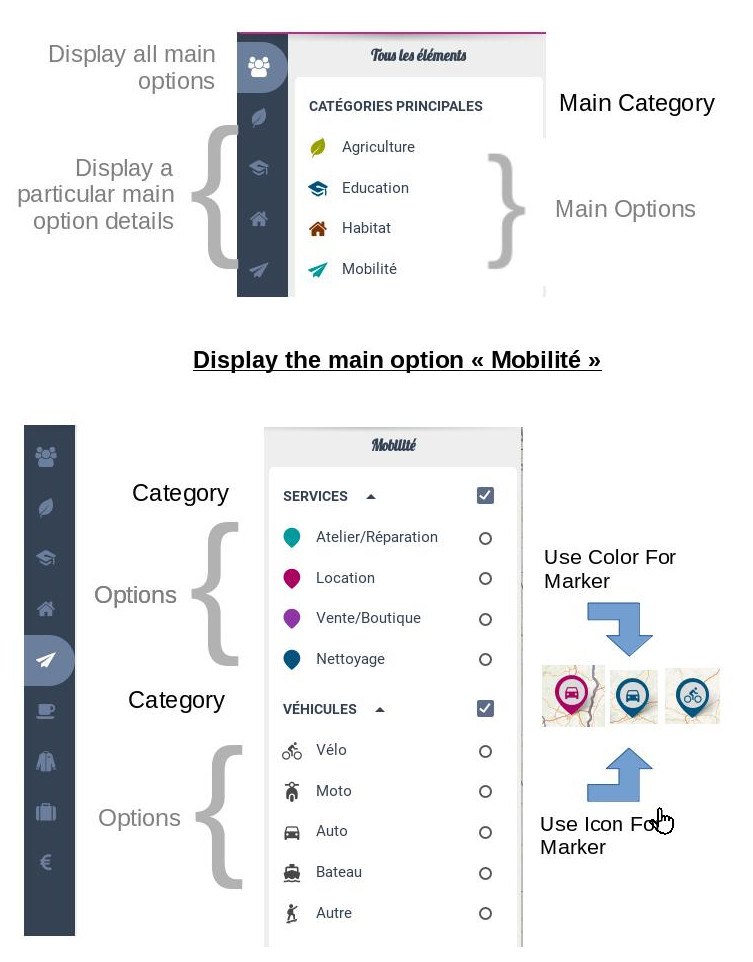 Display all main
options
Tous les éléments
CATÉGORIES PRINCIPALES
Main Category
Agriculture
Education
Habitat
Mobilité
Display a
particular main
option details
Main Options
Display the main option « Mobilité »
Mobilité
Category
SERVICES
Options
Atelier/Réparation
Location
Vente/Boutique
Nettoyage
Use Color For
Marker
Category
VÉHICULES
Options
Vélo
Moto
Auto
Bateau
Autre
Use Icon For
Marker